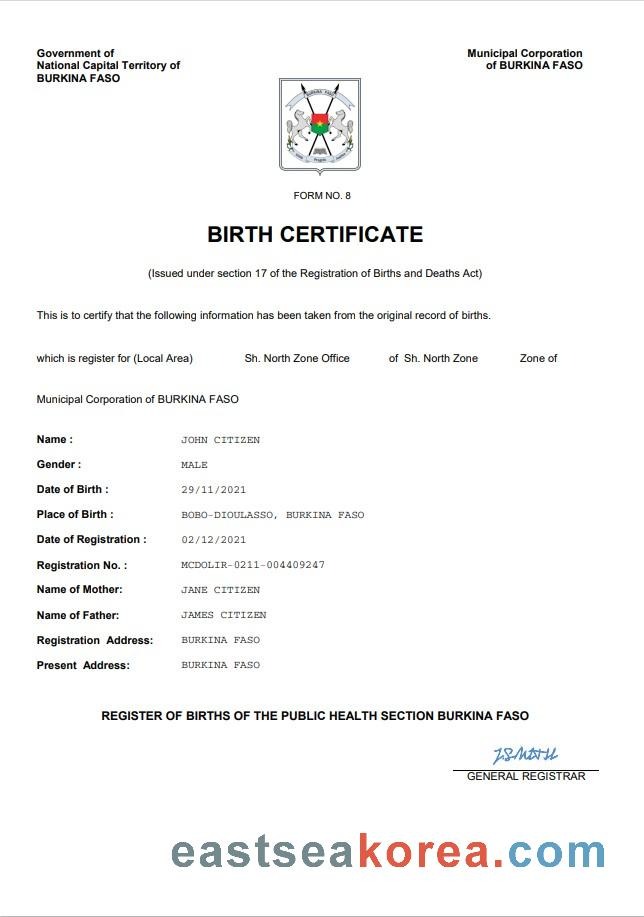 Government of
National Capital Territory of
BURKINA FASO
Municipal Corporation
of BURKINA FASO
BURKINA FASO
FORM NO. 8
BIRTH CERTIFICATE
(Issued under section 17 of the Registration of Births and Deaths Act)
This is to certify that the following information has been taken from the original record of births.
which is register for (Local Area) Sh. North Zone Office of Sh. North Zone Zone of
Municipal Corporation of BURKINA FASO
Name : JOHN CITIZEN
Gender : MALE
Date of Birth : 29/11/2021
Place of Birth : BOBO-DIOULASSO, BURKINA FASO
Date of Registration : 02/12/2021
Registration No. : MCDOLIR-0211-004409247
Name of Mother: JANE CITIZEN
Name of Father: JAMES CITIZEN
Registration Address: BURKINA FASO
Present Address: BURKINA FASO
REGISTER OF BIRTHS OF THE PUBLIC HEALTH SECTION BURKINA FASO
GENERAL REGISTRAR
eastseakorea.com